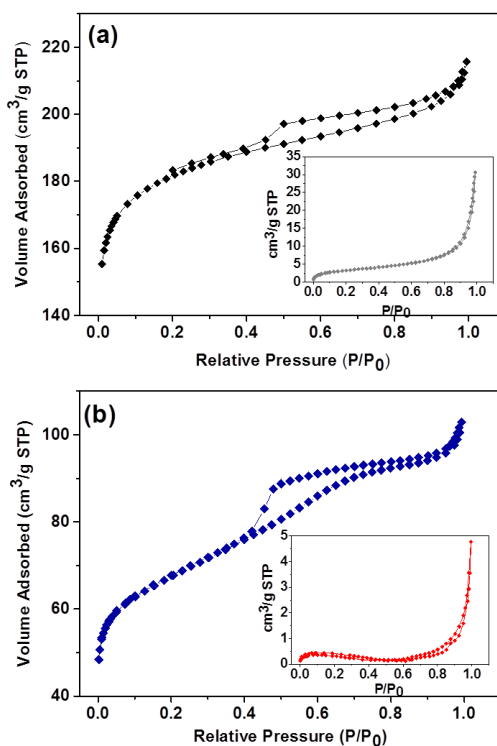 (a)
220
200
180
160
140
Volume Adsorbed (cm³/g STP)
0.0 0.2 0.4 0.6 0.8 1.0
Relative Pressure (P/P₀)
35
30
25
20
15
10
5
0
cm³/g STP
0.0 0.2 0.4 0.6 0.8 1.0
P/P₀
(b)
100
80
60
40
Volume Adsorbed (cm³/g STP)
0.0 0.2 0.4 0.6 0.8 1.0
Relative Pressure (P/P₀)
5
4
3
2
1
0
cm³/g STP
0.0 0.2 0.4 0.6 0.8 1.0
P/P₀